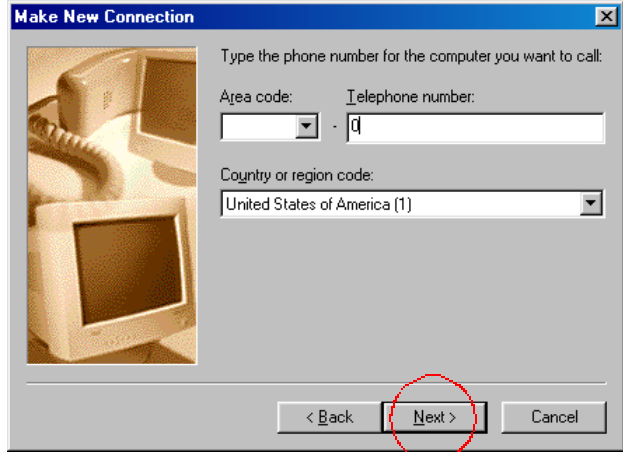 Make New Connection
Type the phone number for the computer you want to call:
Area code: Telephone number:
- 0
Country or region code:
United States of America (1)
< Back Next > Cancel